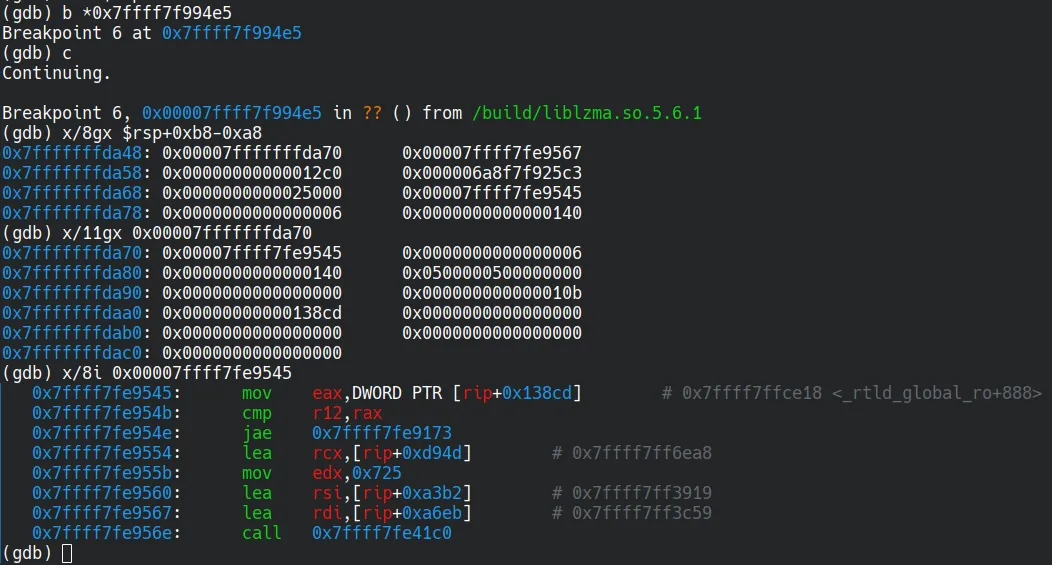 (gdb) b *0x7ffff7f994e5
Breakpoint 6 at 0x7ffff7f994e5
(gdb) c
Continuing.
Breakpoint 6, 0x00007ffff7f994e5 in ?? () from /build/liblzma.so.5.6.1
(gdb) x/8gx $rsp+0xb8-0xa8
0x7fffffffda48: 0x00007fffffffda70 0x00007ffff7fe9567
0x7fffffffda58: 0x00000000000012c0 0x000006a8f7f925c3
0x7fffffffda68: 0x0000000000025000 0x00007ffff7fe9545
0x7fffffffda78: 0x0000000000000006 0x0000000000000140
(gdb) x/11gx 0x00007fffffffda70
0x7fffffffda70: 0x00007ffff7fe9545 0x0000000000000006
0x7fffffffda80: 0x0000000000000140 0x0500000500000000
0x7fffffffda90: 0x0000000000000000 0x000000000000010b
0x7fffffffdaa0: 0x00000000000138cd 0x0000000000000000
0x7fffffffdab0: 0x0000000000000000 0x0000000000000000
0x7fffffffdac0: 0x0000000000000000
(gdb) x/8i 0x00007ffff7fe9545
0x7ffff7fe9545: mov eax,DWORD PTR [rip+0x138cd] # 0x7ffff7ffce18 <_rtld_global_ro+888>
0x7ffff7fe954b: cmp r12,rax
0x7ffff7fe954e: jae 0x7ffff7fe9173
0x7ffff7fe9554: lea rcx,[rip+0xd94d] # 0x7ffff7ff6ea8
0x7ffff7fe955b: mov edx,0x725
0x7ffff7fe9560: lea rsi,[rip+0xa3b2] # 0x7ffff7ff3919
0x7ffff7fe9567: lea rdi,[rip+0xa6eb] # 0x7ffff7ff3c59
0x7ffff7fe956e: call 0x7ffff7fe41c0
(gdb)